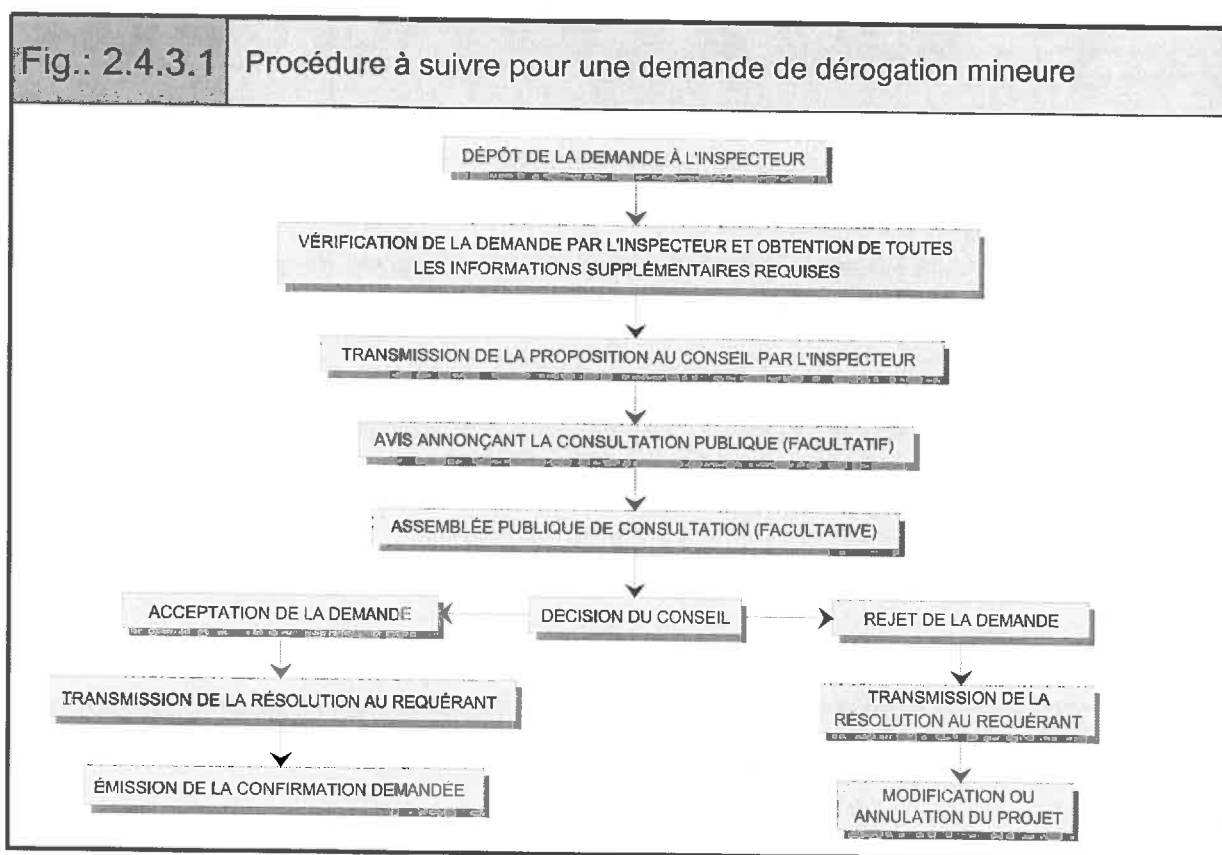 Fig.: 2.4.3.1
Procédure à suivre pour une demande de dérogation mineure
DÉPÔT DE LA DEMANDE À L'INSPECTEUR
VÉRIFICATION DE LA DEMANDE PAR L'INSPECTEUR ET OBTENTION DE TOUTES
LES INFORMATIONS SUPPLÉMENTAIRES REQUISES
TRANSMISSION DE LA PROPOSITION AU CONSEIL PAR L'INSPECTEUR
AVIS ANNONÇANT LA CONSULTATION PUBLIQUE (FACULTATIF)
ASSEMBLÉE PUBLIQUE DE CONSULTATION (FACULTATIVE)
ACCEPTATION DE LA DEMANDE
DECISION DU CONSEIL
REJET DE LA DEMANDE
TRANSMISSION DE LA RÉSOLUTION AU REQUÉRANT
TRANSMISSION DE LA
RÉSOLUTION AU REQUÉRANT
ÉMISSION DE LA CONFIRMATION DEMANDÉE
MODIFICATION OU
ANNULATION DU PROJET